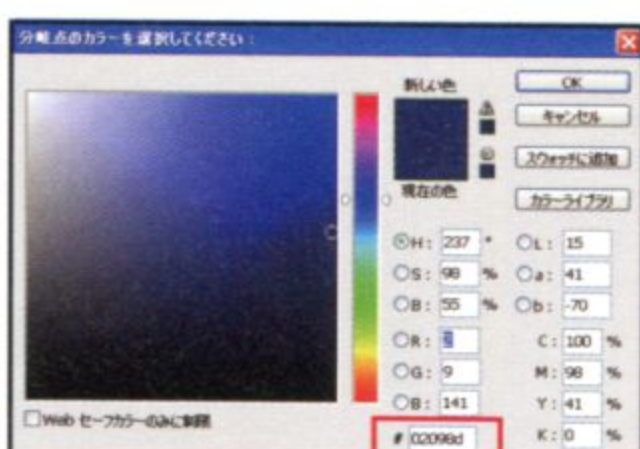 分岐点のカラーを選択してください:
新しい色
現在の色
OK
キャンセル
スウォッチに追加
カラーライブラリ
H: 237 °
S: 98 %
B: 55 %
R:
G: 9
B: 141
# 02098d
L: 15
a: 41
b: -70
C: 100 %
M: 98 %
Y: 41 %
K: 0 %
Web セーフカラーのみに制限